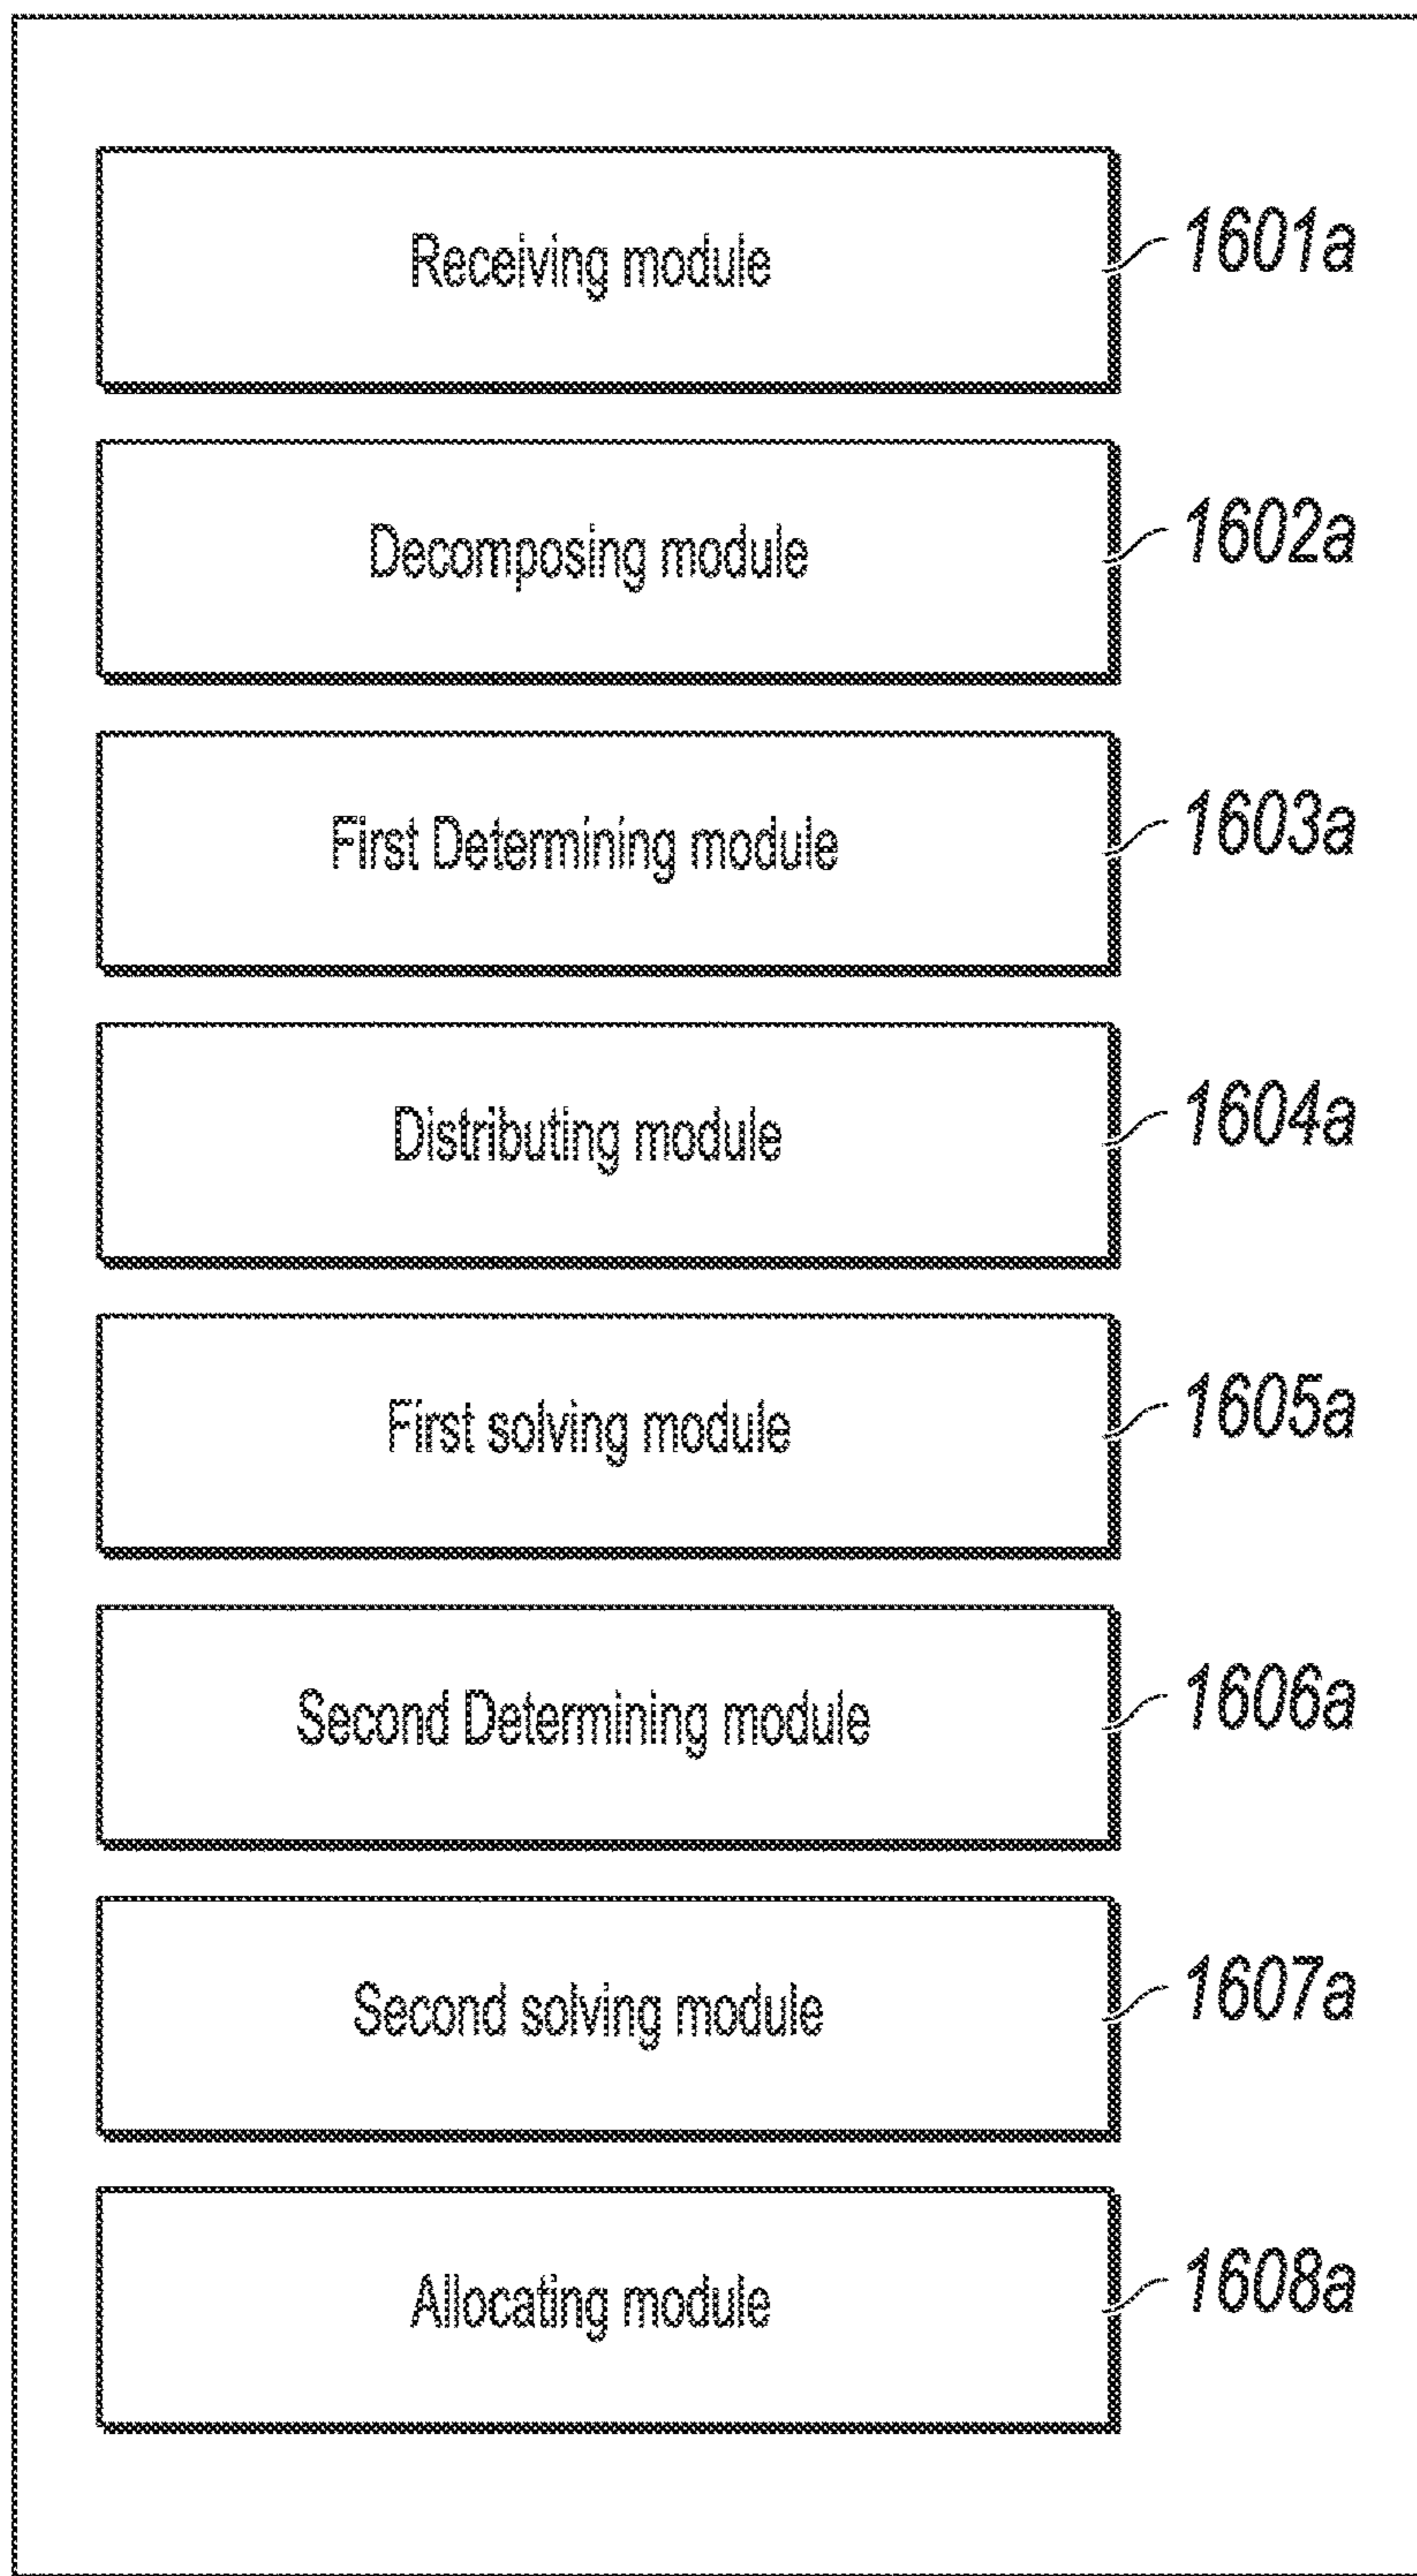 Receiving module 1601a
Decomposing module 1602a
First Determining module 1603a
Distributing module 1604a
First solving module 1605a
Second Determining module 1606a
Second solving module 1607a
Allocating module 1608a